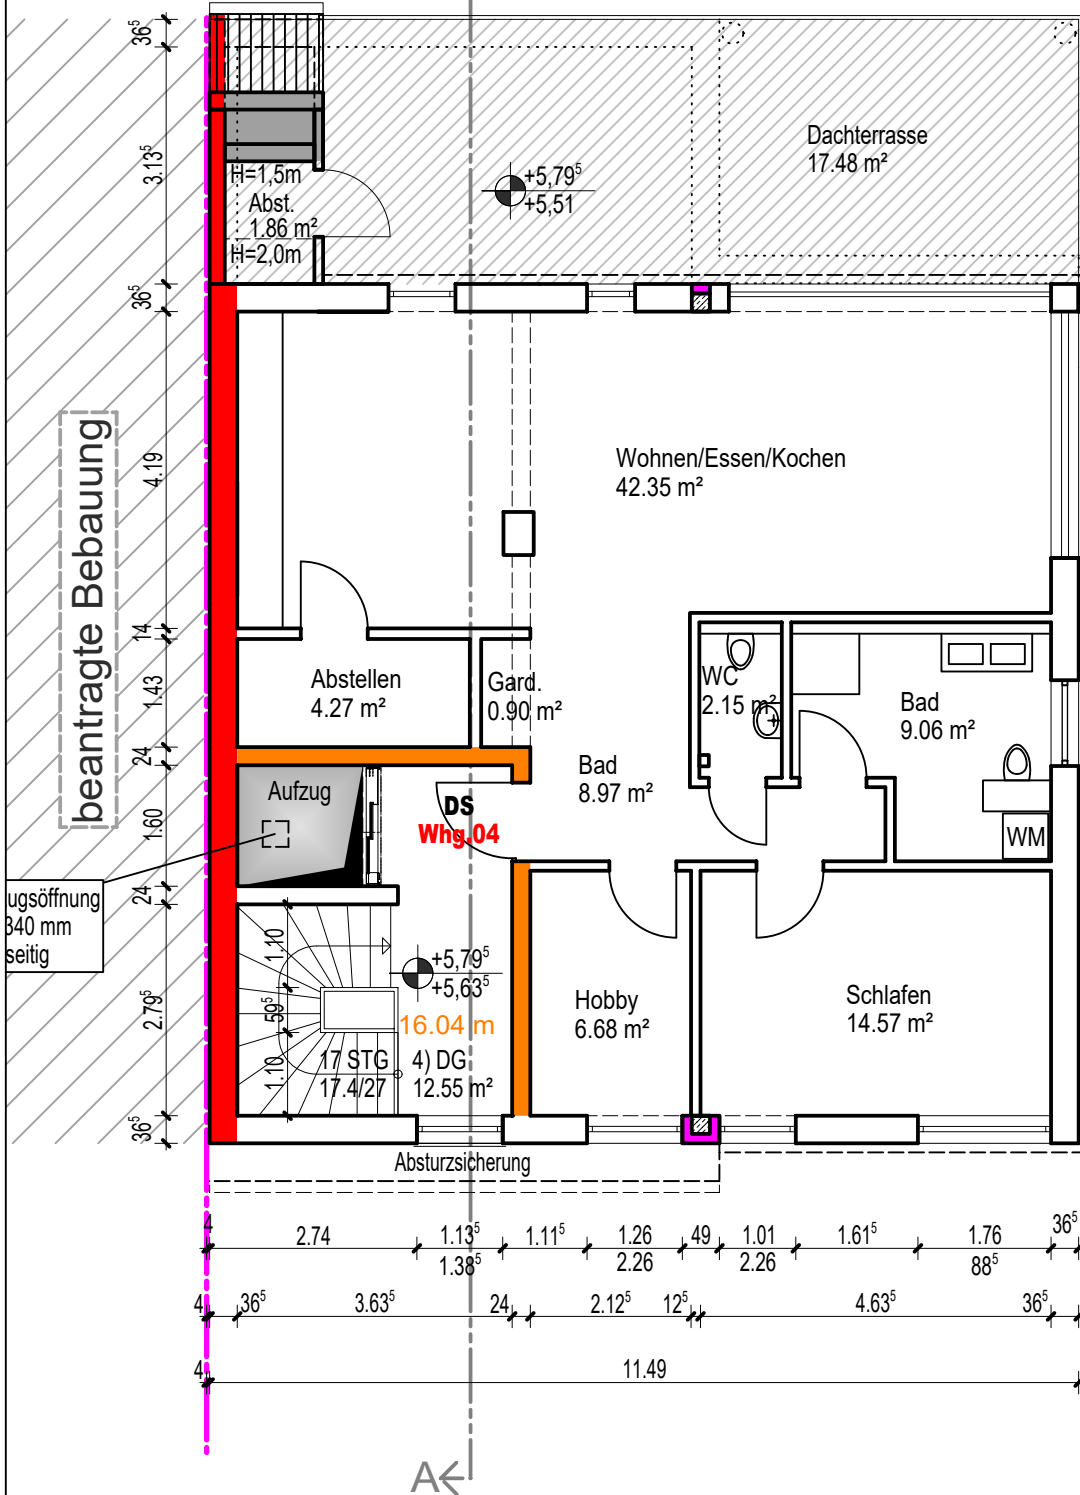 36⁵
3.13⁵
36⁵
4.19
14
1.43
24
1.60
24
2.79⁵
36⁵
beantragte Bebauung
Dachterrasse
17.48 m²
+5,79⁵
+5,51
H=1,5m
Abst.
1.86 m²
H=2,0m
Wohnen/Essen/Kochen
42.35 m²
Abstellen
4.27 m²
Gard.
0.90 m²
WC
2.15 m²
Bad
9.06 m²
Bad
8.97 m²
WM
Aufzug
DS
Whg.04
ugsöffnung
340 mm
seitig
1.10
59⁵
1.10
+5,79⁵
+5,63⁵
16.04 m
17 STG
17.4/27
4) DG
12.55 m²
Hobby
6.68 m²
Schlafen
14.57 m²
Absturzsicherung
4 2.74 1.13⁵ 1.11⁵ 1.26 49 1.01 1.61⁵ 1.76 36⁵
1.38⁵ 2.26 2.26 88⁵
4 36⁵ 3.63⁵ 24 2.12⁵ 12⁵ 4.63⁵ 36⁵
4 11.49
A